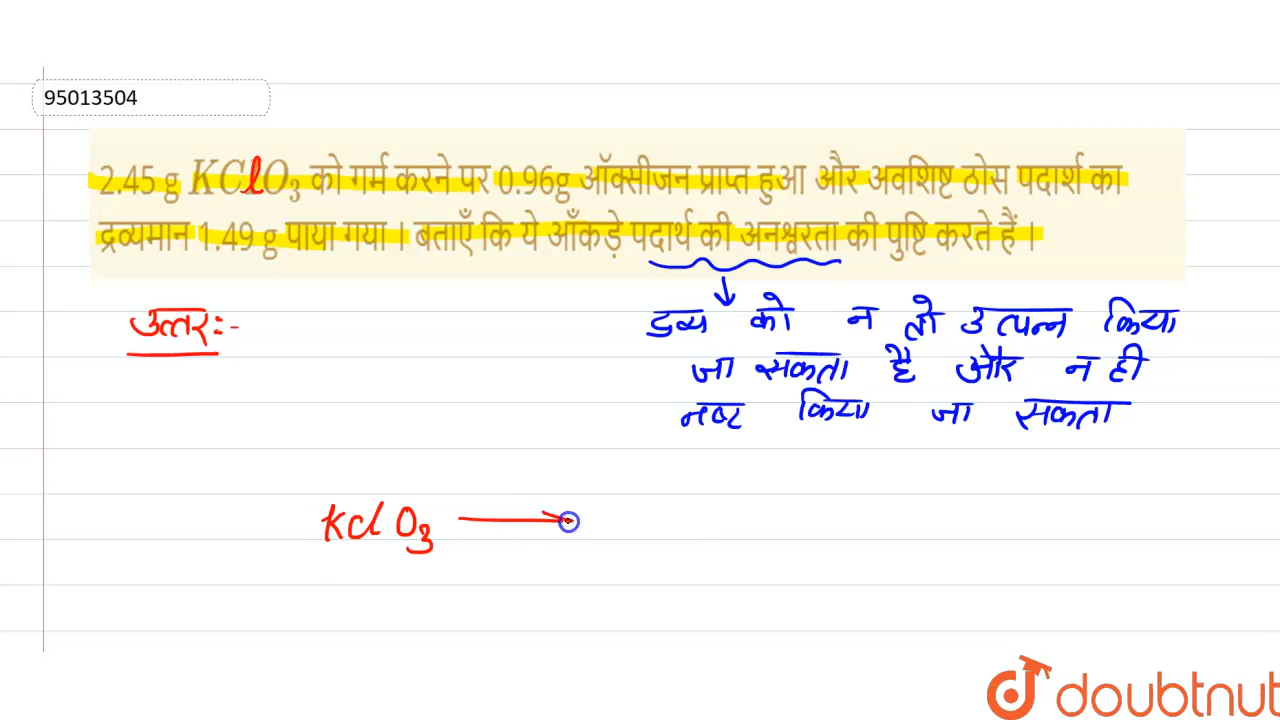 95013504
2.45 g KClO₃ को गर्म करने पर 0.96g ऑक्सीजन प्राप्त हुआ और अवशिष्ट ठोस पदार्श का
द्रव्यमान 1.49 g पाया गया । बताएँ कि ये आँकड़े पदार्थ की अनश्वरता की पुष्टि करते हैं ।
उत्तर:-
द्रव्य को न तो उत्पन्न किया
जा सकता है और न ही
नष्ट किया जा सकता
KClO₃ →
doubtnut